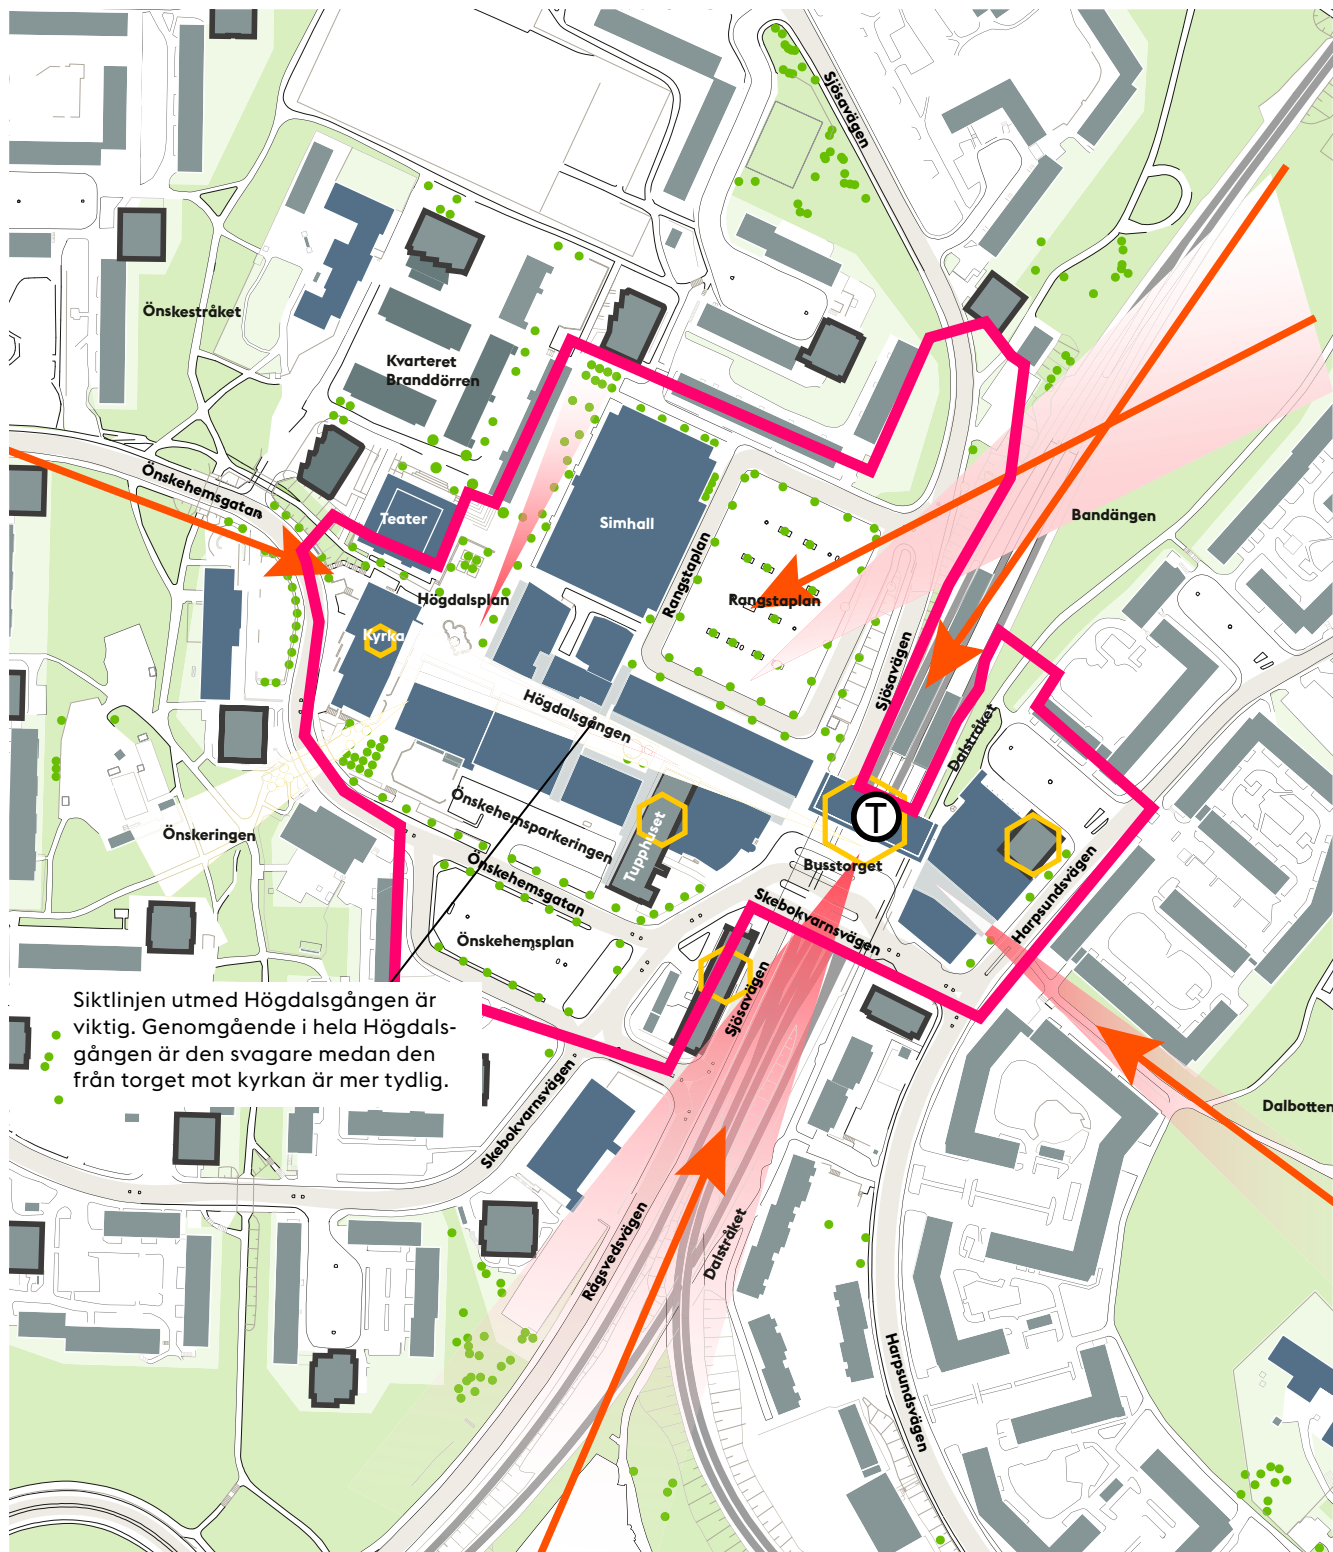 Sjösavägen
Önskestråket
Kvarteret
Branddörren
Önskehemsgatan
Teater
Simhall
Bandängen
Rangstaplan
Rangstaplan
Högdalsplan
Kyrka
Sjösavägen
Högdalsgången
Dalstråket
Önskehemsparkeringen
Tupphuset
T
Önskeringen
Busstorget
Önskehemsgatan
Skebokvarnsvägen
Harpsundsvägen
Önskehemsplan
Sjösavägen
Siktlinjen utmed Högdalsgången är
viktig. Genomgående i hela Högdals-
gången är den svagare medan den
från torget mot kyrkan är mer tydlig.
Skebokvarnsvägen
Dalbotten
Rågsvedsvägen
Dalstråket
Harpsundsvägen